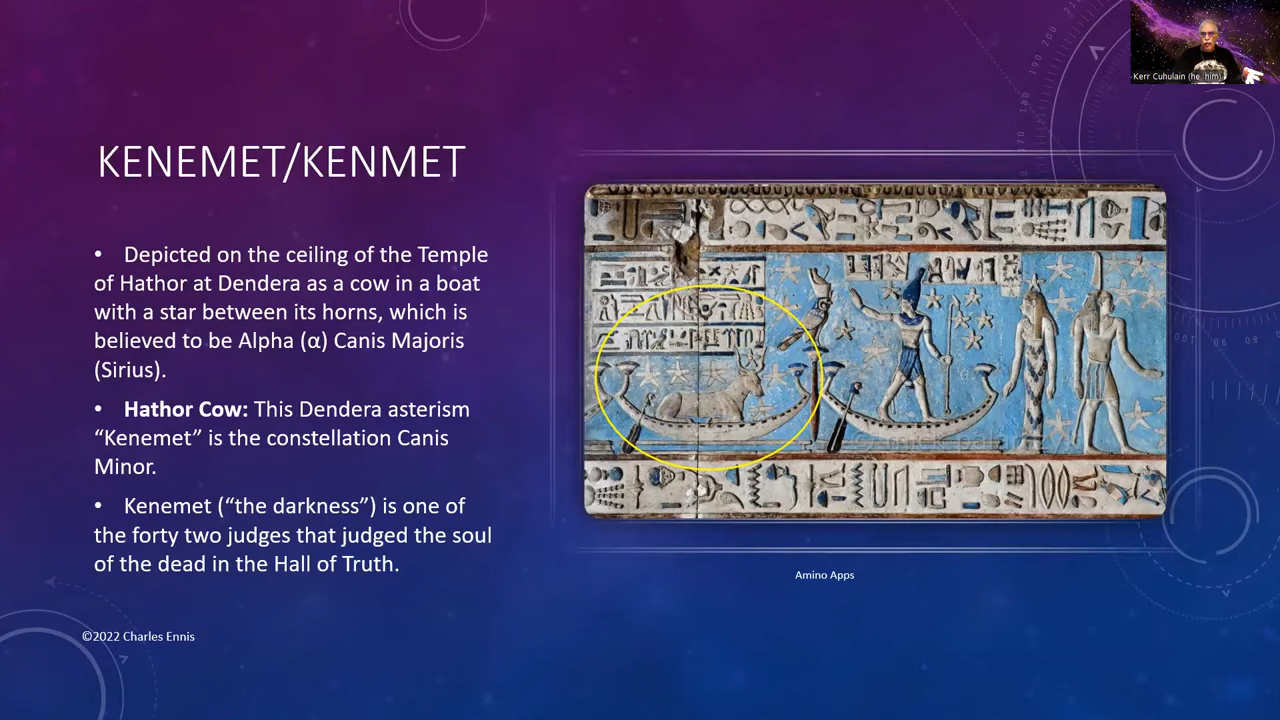 Kerr Cuhulain (he_him)
KENEMET/KENMET
• Depicted on the ceiling of the Temple
of Hathor at Dendera as a cow in a boat
with a star between its horns, which is
believed to be Alpha (α) Canis Majoris
(Sirius).
• Hathor Cow: This Dendera asterism
“Kenemet” is the constellation Canis
Minor.
• Kenemet (“the darkness”) is one of
the forty two judges that judged the soul
of the dead in the Hall of Truth.
Amino Apps
©2022 Charles Ennis